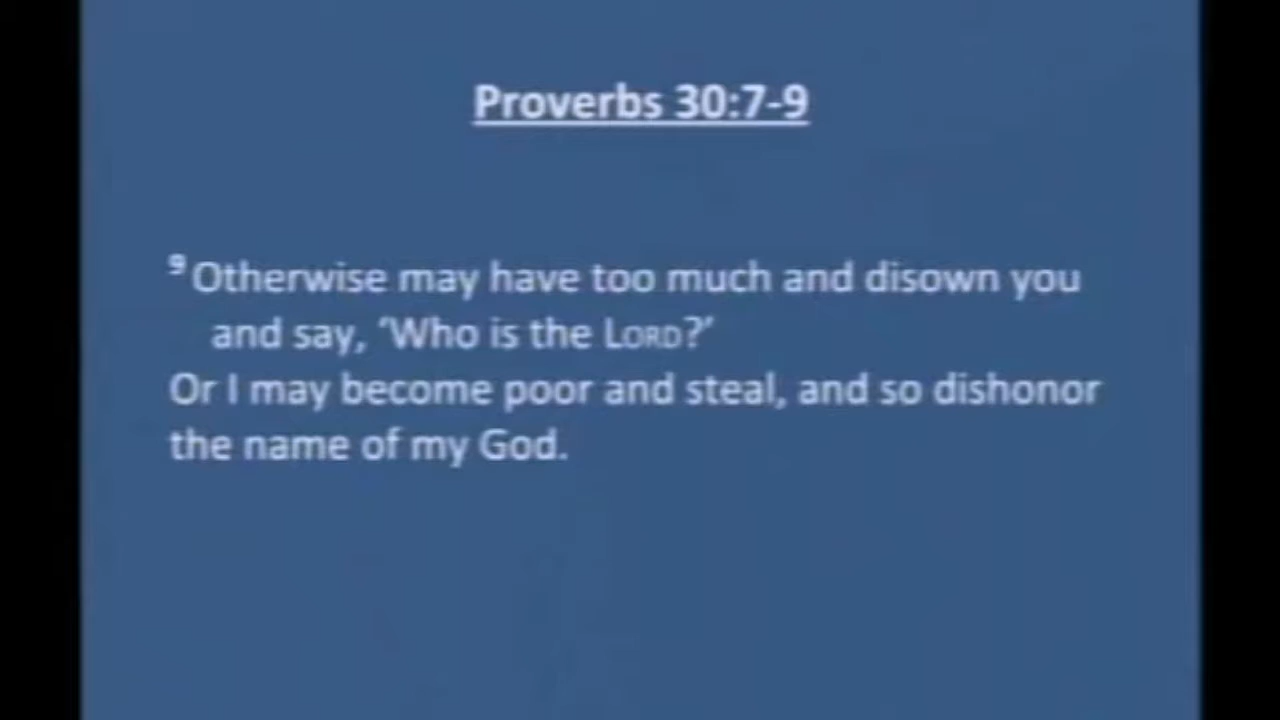 Proverbs 30:7-9
⁹ Otherwise may have too much and disown you
and say, ‘Who is the LORD?’
Or I may become poor and steal, and so dishonor
the name of my God.